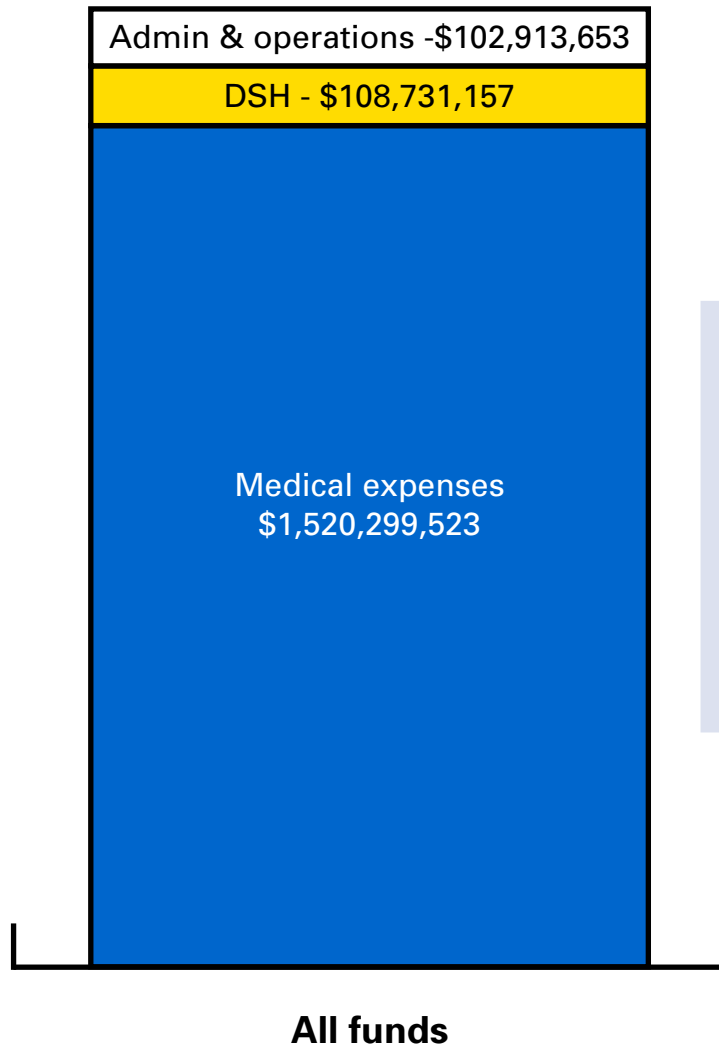 Admin & operations -$102,913,653
DSH - $108,731,157
Medical expenses
$1,520,299,523
All funds